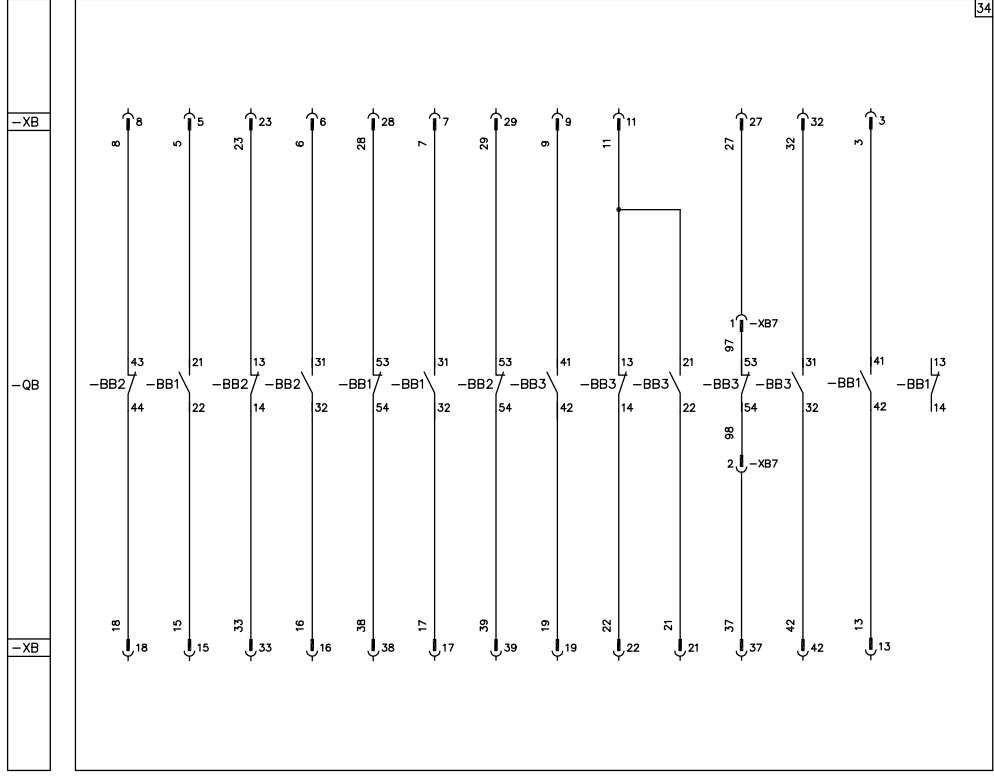 34
-XB 8 5 23 6 28 7 29 9 11 27 32 3
8 5 23 6 28 7 29 9 11 27 32 3
1 -XB7
97
43 21 13 31 53 31 53 41 13 21 53 31 41 13
-QB -BB2 -BB1 -BB2 -BB2 -BB1 -BB1 -BB2 -BB3 -BB3 -BB3 -BB3 -BB3 -BB1 -BB1
44 22 14 32 54 32 54 42 14 22 54 32 42 14
98
2 -XB7
18 15 33 16 38 17 39 19 22 21 37 42 13
-XB 18 15 33 16 38 17 39 19 22 21 37 42 13